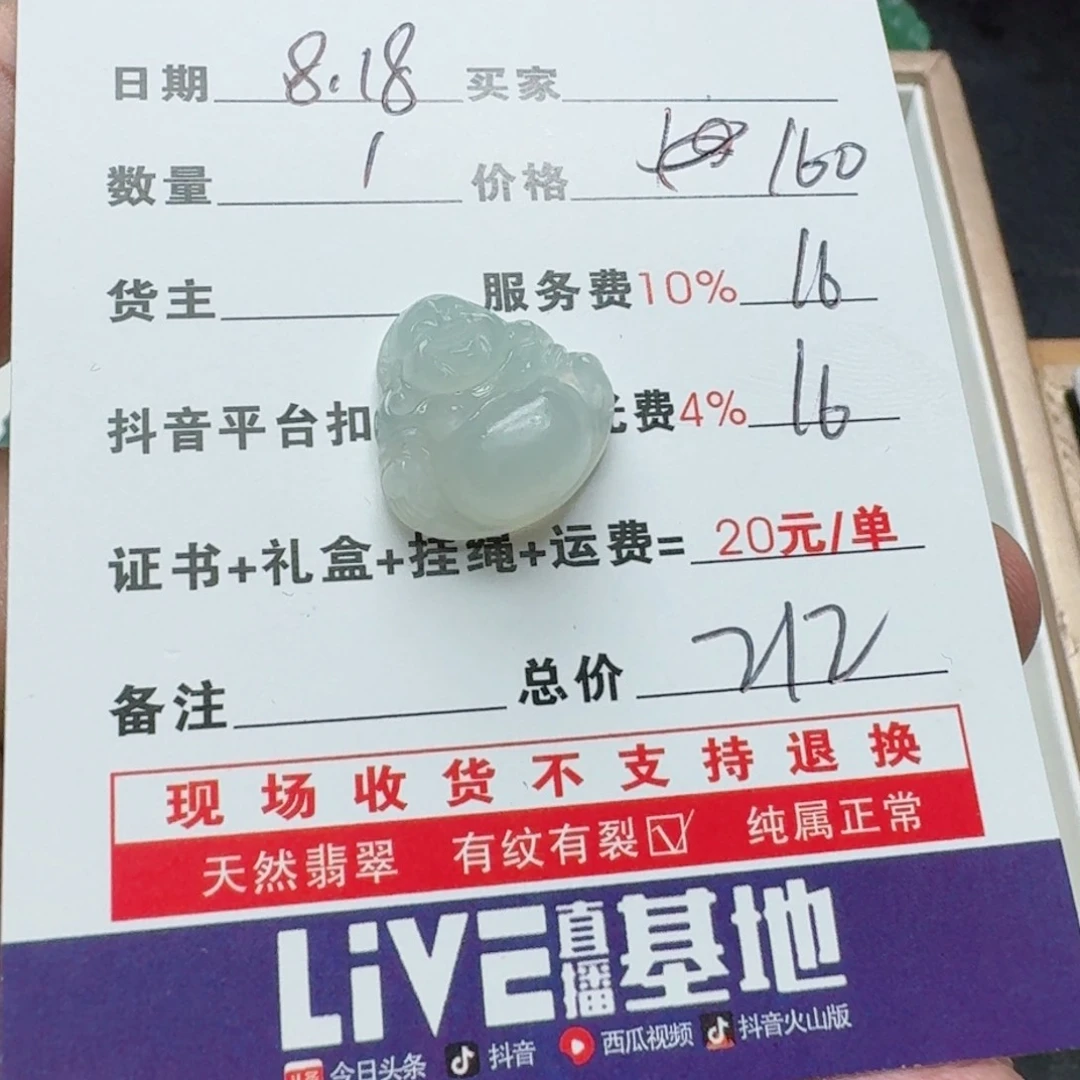 日期 8.18 买家
数量 1 价格 160
货主 服务费10% 16
抖音平台扣 费4% 16
证书+礼盒+挂绳+运费= 20元/单
备注 总价 212
现场收货不支持退换
天然翡翠 有纹有裂☑ 纯属正常
LiVE直播基地
今日头条 抖音 西瓜视频 抖音火山版